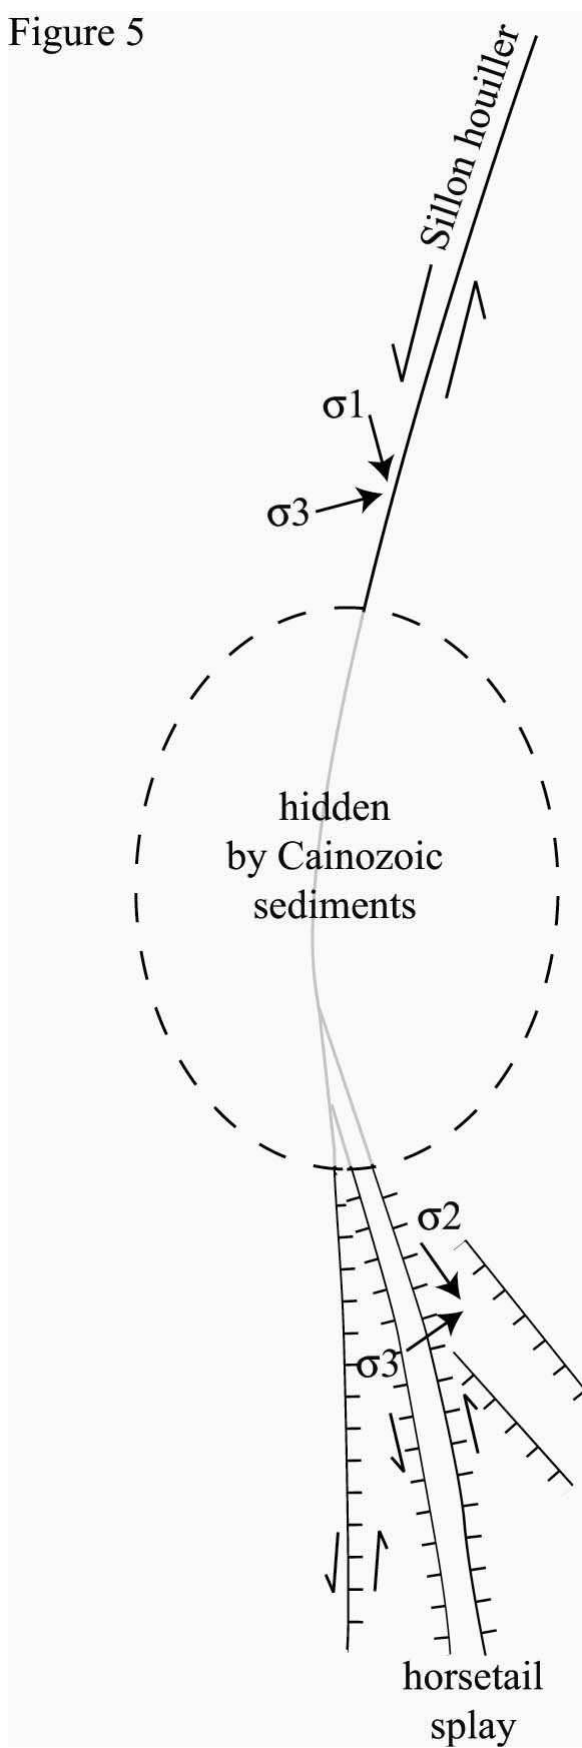 Figure 5
Sillon houiller
σ1
σ3
hidden
by Cainozoic
sediments
σ2
σ3
horsetail
splay